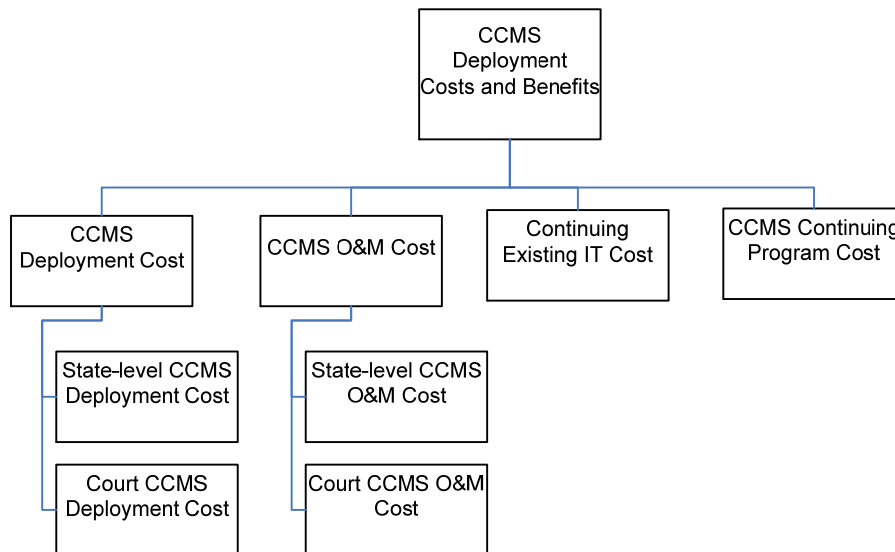 CCMS
Deployment
Costs and Benefits
CCMS
Deployment Cost
CCMS O&M Cost
Continuing
Existing IT Cost
CCMS Continuing
Program Cost
State-level CCMS
Deployment Cost
State-level CCMS
O&M Cost
Court CCMS
Deployment Cost
Court CCMS O&M
Cost